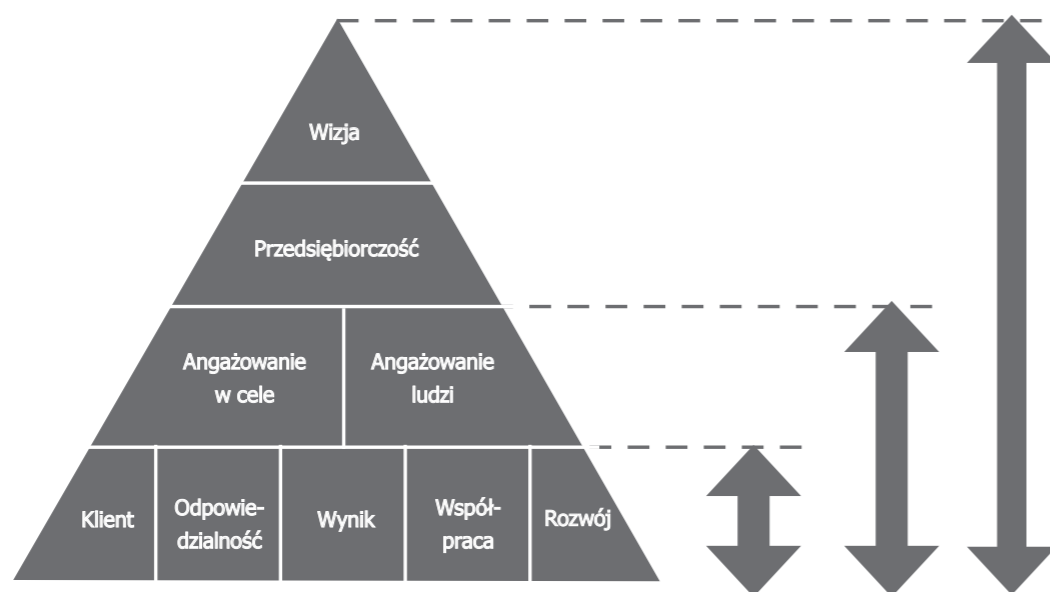 Wizja
Przedsiębiorczość
Angażowanie
w cele
Angażowanie
ludzi
Klient
Odpowie-
dzialność
Wynik
Współ-
praca
Rozwój